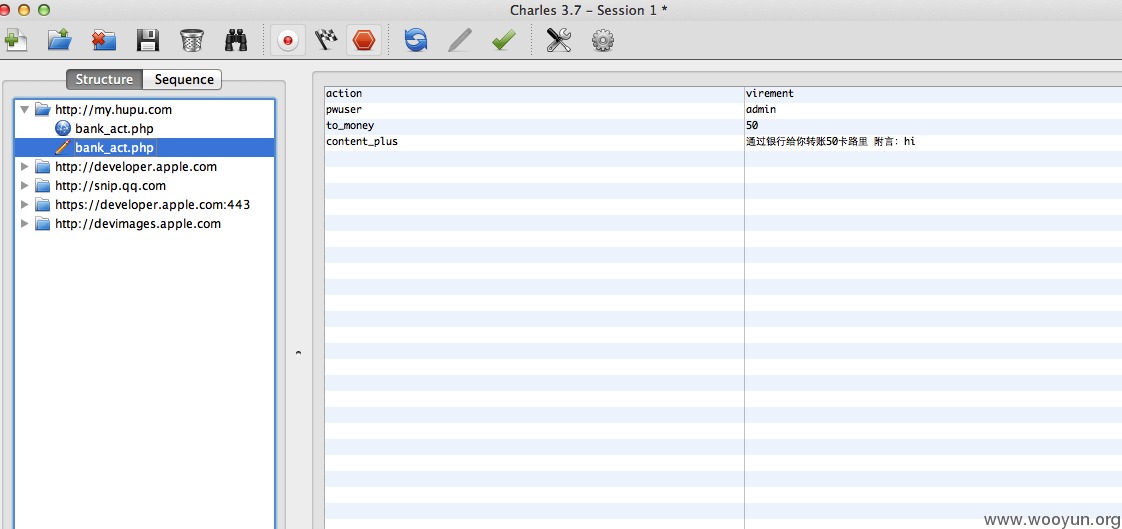 Charles 3.7 - Session 1 *
Structure Sequence
http://my.hupu.com
bank_act.php
bank_act.php
http://developer.apple.com
http://snip.qq.com
https://developer.apple.com:443
http://devimages.apple.com
action virement
pwuser admin
to_money 50
content_plus 通过银行给你转账50卡路里 附言：hi
www.wooyun.org